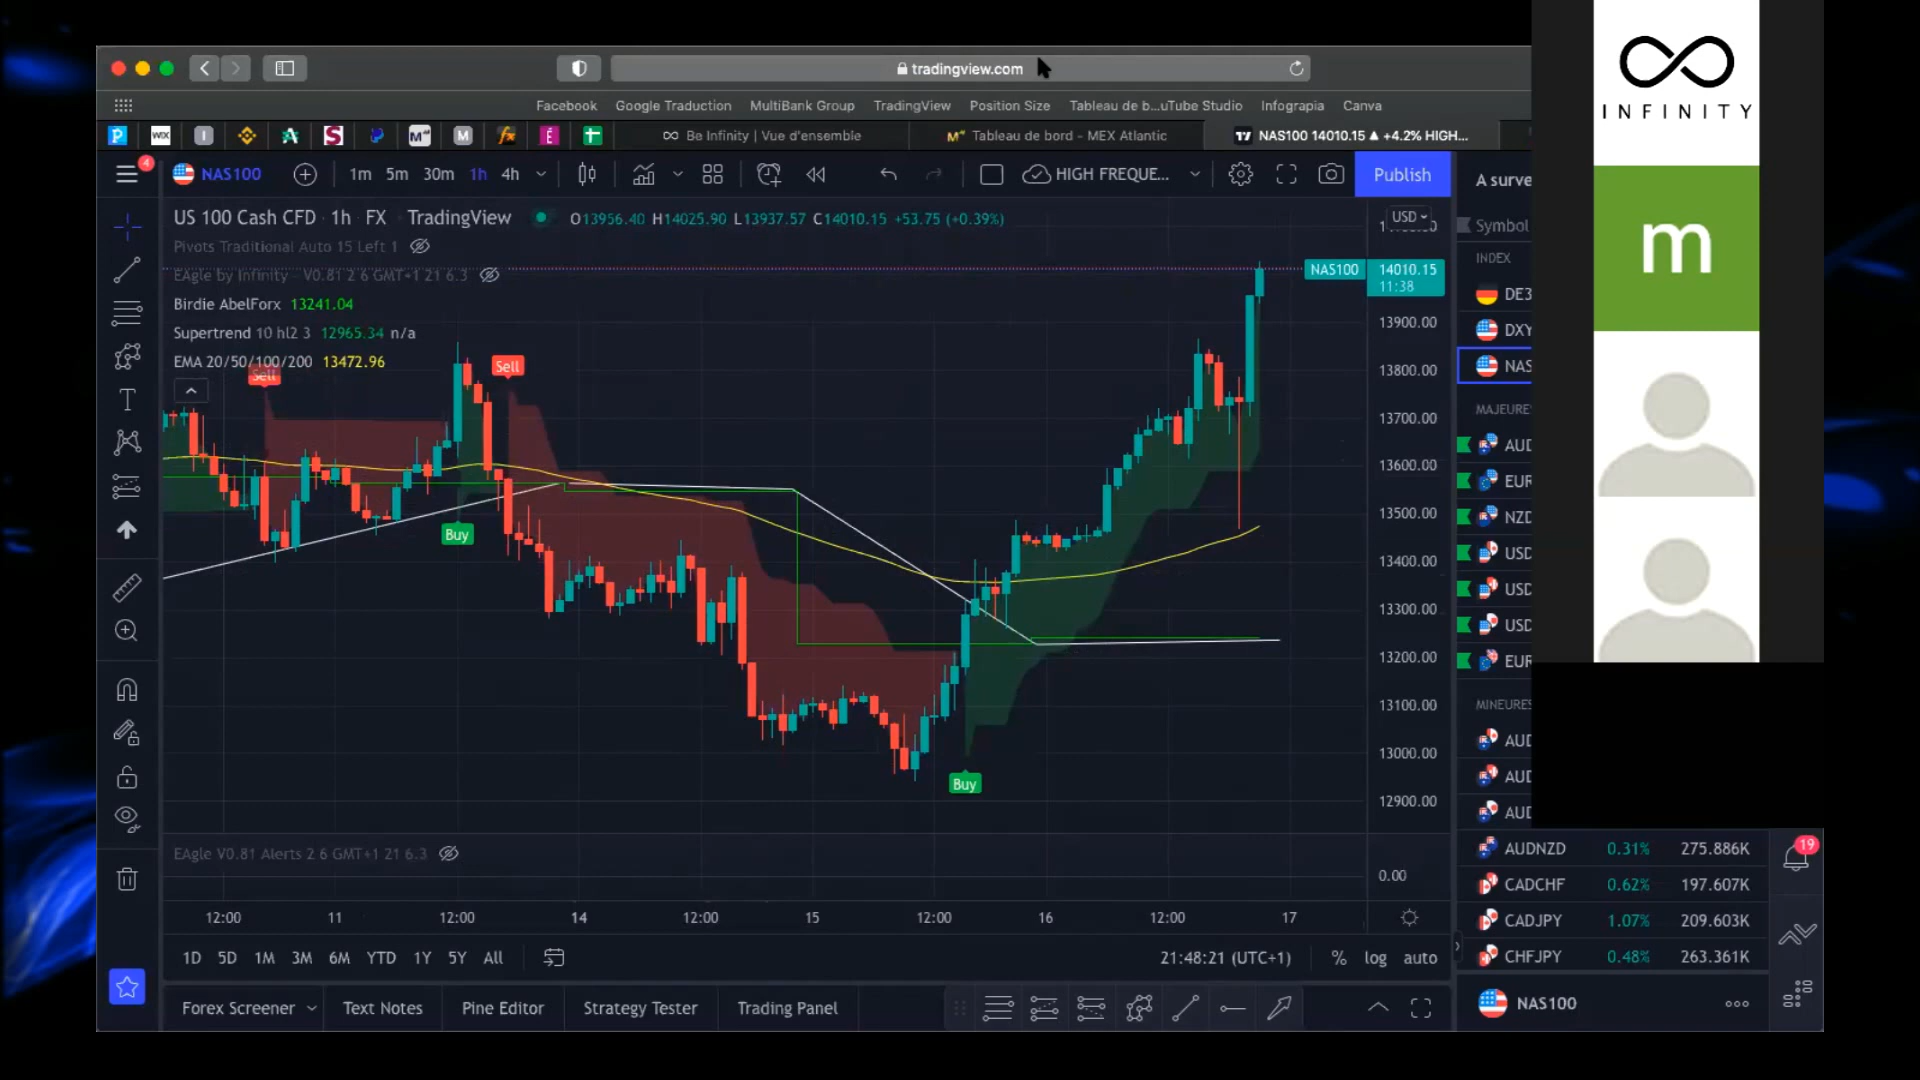 tradingview.com
Facebook Google Traduction MultiBank Group TradingView Position Size Tableau de b...uTube Studio Infograpia Canva
WiX I S M M fx É Be Infinity | Vue d'ensemble M Tableau de bord - MEX Atlantic NAS100 14010.15 ▲ +4.2% HIGH...
4 NAS100 1m 5m 30m 1h 4h HIGH FREQUE... Publish
A surve
US 100 Cash CFD · 1h · FX · TradingView O13956.40 H14025.90 L13937.57 C14010.15 +53.75 (+0.39%)
USD
Symbol
Pivots Traditional Auto 15 Left 1
INDEX
EAgle by Infinity - V0.81 2 6 GMT+1 21 6.3
NAS100 14010.15
11:38
Birdie AbelForx 13241.04
Supertrend 10 hl2 3 12965.34 n/a
EMA 20/50/100/200 13472.96
Sell
Sell
Buy
Buy
13900.00
13800.00
13700.00
13600.00
13500.00
13400.00
13300.00
13200.00
13100.00
13000.00
12900.00
0.00
EAgle V0.81 Alerts 2 6 GMT+1 21 6.3
12:00 11 12:00 14 12:00 15 12:00 16 12:00 17
1D 5D 1M 3M 6M YTD 1Y 5Y All 21:48:21 (UTC+1) % log auto
Forex Screener Text Notes Pine Editor Strategy Tester Trading Panel
DE3
DXY
NAS
MAJEURES
AUD
EUR
NZD
USD
USD
USD
EUR
MINEURES
AUD
AUD
AUD
AUDNZD 0.31% 275.886K
CADCHF 0.62% 197.607K
CADJPY 1.07% 209.603K
CHFJPY 0.48% 263.361K
NAS100
19
INFINITY
m